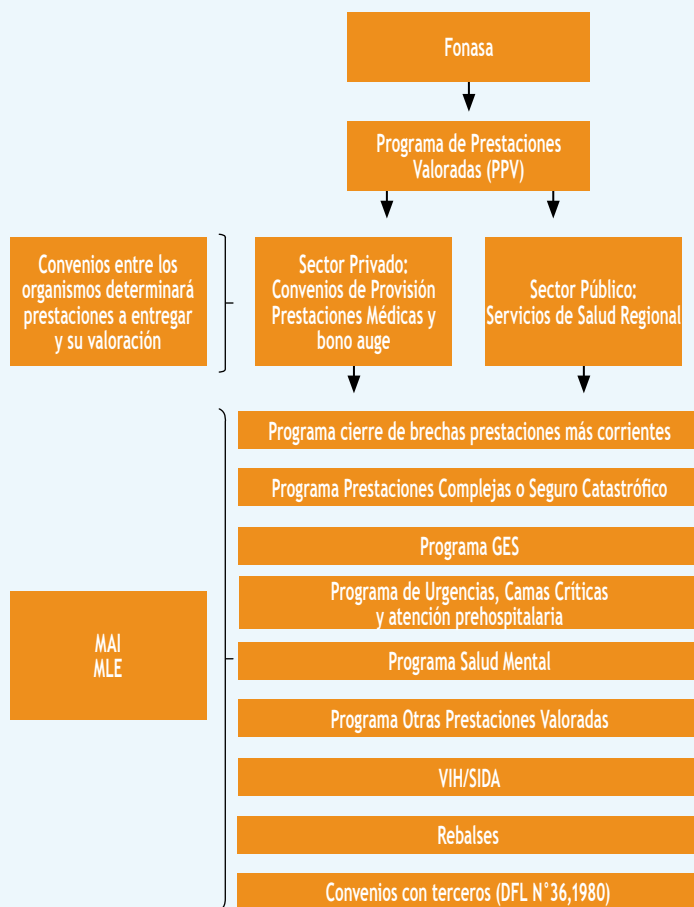 Fonasa
Programa de Prestaciones
Valoradas (PPV)
Convenios entre los
organismos determinará
prestaciones a entregar
y su valoración
Sector Privado:
Convenios de Provisión
Prestaciones Médicas y
bono auge
Sector Público:
Servicios de Salud Regional
Programa cierre de brechas prestaciones más corrientes
Programa Prestaciones Complejas o Seguro Catastrófico
Programa GES
Programa de Urgencias, Camas Críticas
y atención prehospitalaria
MAI
MLE
Programa Salud Mental
Programa Otras Prestaciones Valoradas
VIH/SIDA
Rebalses
Convenios con terceros (DFL N°36,1980)